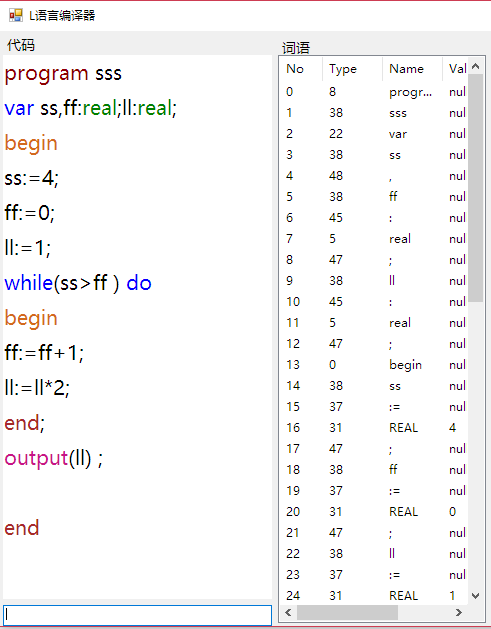 L语言编译器
代码
program sss
var ss,ff:real;ll:real;
begin
ss:=4;
ff:=0;
ll:=1;
while(ss>ff ) do
begin
ff:=ff+1;
ll:=ll*2;
end;
output(ll) ;
end
词语
No Type Name Val
0 8 progr... nul
1 38 sss nul
2 22 var nul
3 38 ss nul
4 48 , nul
5 38 ff nul
6 45 : nul
7 5 real nul
8 47 ; nul
9 38 ll nul
10 45 : nul
11 5 real nul
12 47 ; nul
13 0 begin nul
14 38 ss nul
15 37 := nul
16 31 REAL 4
17 47 ; nul
18 38 ff nul
19 37 := nul
20 31 REAL 0
21 47 ; nul
22 38 ll nul
23 37 := nul
24 31 REAL 1